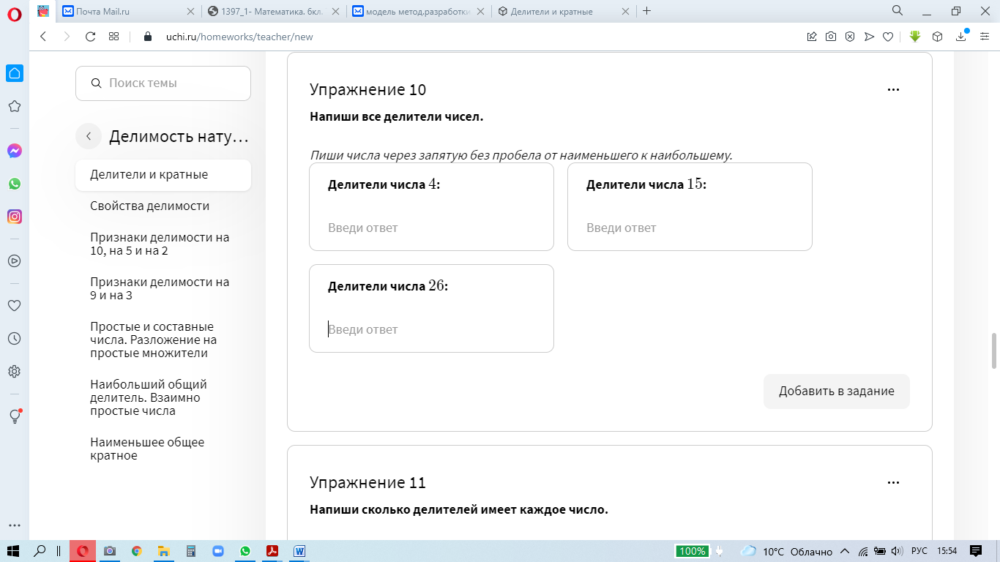 Почта Mail.ru
1397_1- Математика. 6кл.
модель метод.разработки
Делители и кратные
uchi.ru/homeworks/teacher/new
Поиск темы
Делимость нату...
Делители и кратные
Свойства делимости
Признаки делимости на
10, на 5 и на 2
Признаки делимости на
9 и на 3
Простые и составные
числа. Разложение на
простые множители
Наибольший общий
делитель. Взаимно
простые числа
Наименьшее общее
кратное
Упражнение 10
Напиши все делители чисел.
Пиши числа через запятую без пробела от наименьшего к наибольшему.
Делители числа 4:
Введи ответ
Делители числа 15:
Введи ответ
Делители числа 26:
Введи ответ
Добавить в задание
Упражнение 11
Напиши сколько делителей имеет каждое число.
100%
10°C Облачно
РУС
15:54